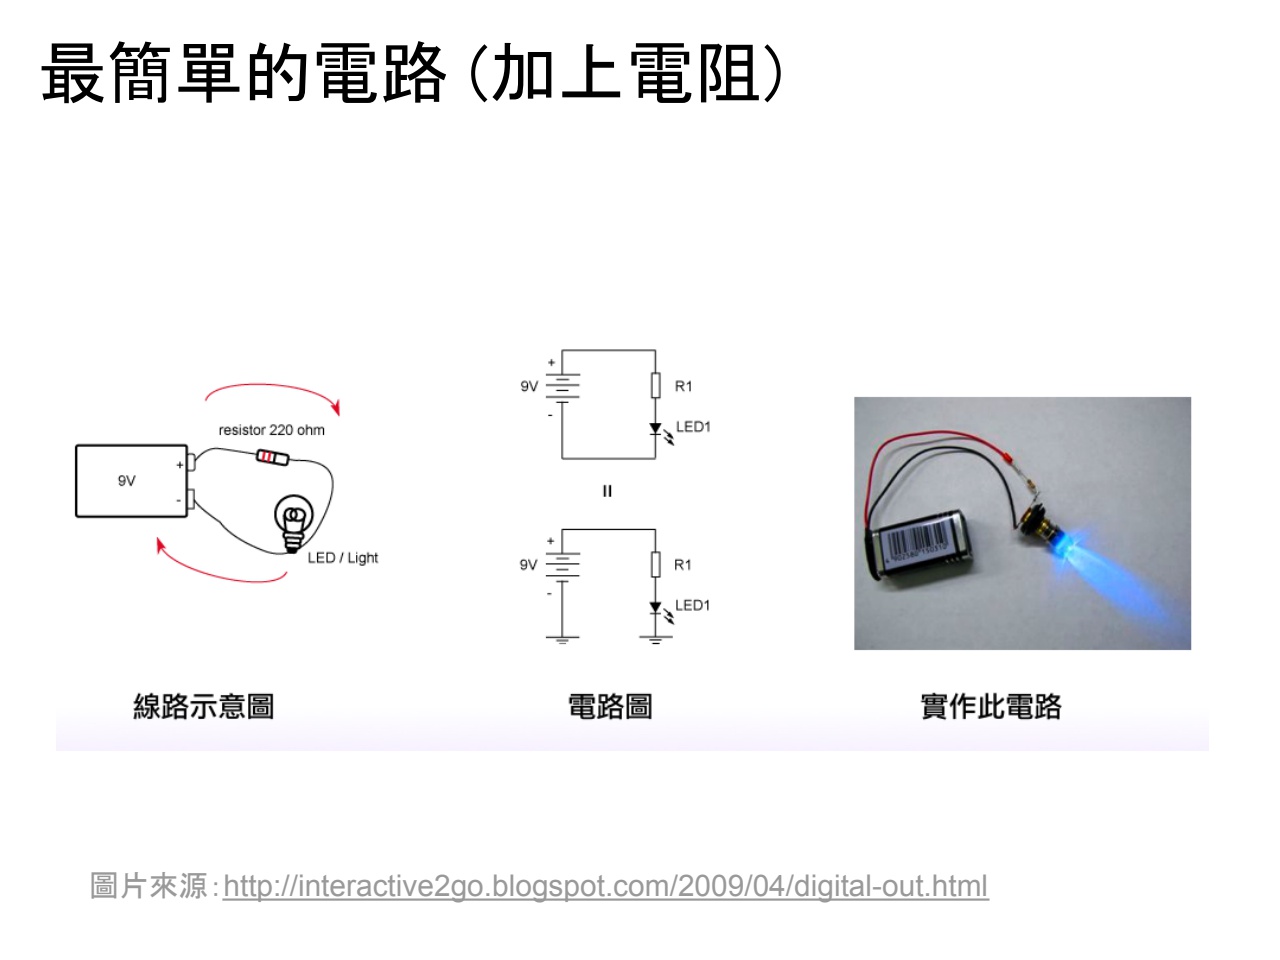 最簡單的電路 (加上電阻)
resistor 220 ohm
9V
+
-
LED / Light
+
9V
-
R1
LED1
=
+
9V
-
R1
LED1
線路示意圖
電路圖
實作此電路
圖片來源：http://interactive2go.blogspot.com/2009/04/digital-out.html